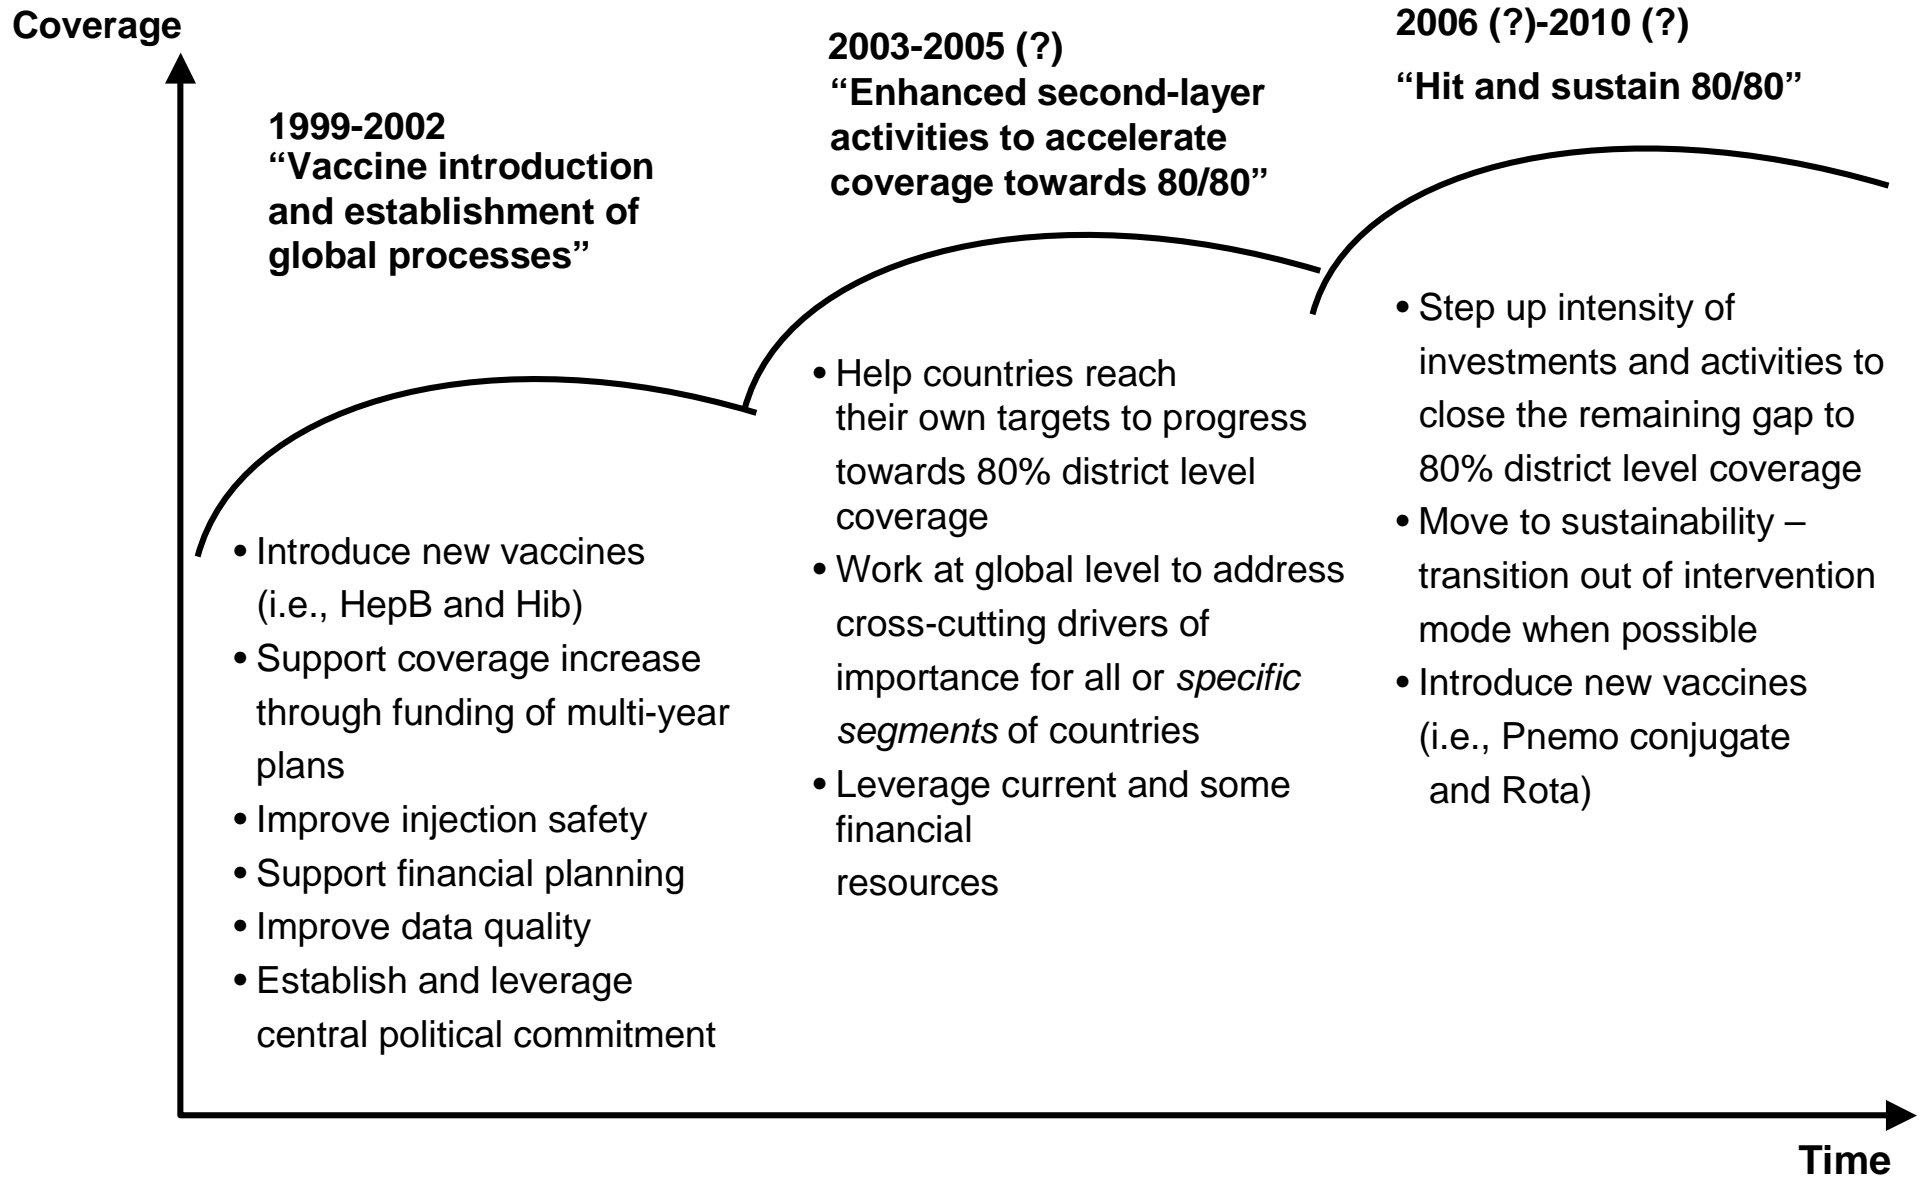 Coverage
1999-2002
“Vaccine introduction
and establishment of
global processes”
• Introduce new vaccines
(i.e., HepB and Hib)
• Support coverage increase
through funding of multi-year
plans
• Improve injection safety
• Support financial planning
• Improve data quality
• Establish and leverage
central political commitment
2003-2005 (?)
“Enhanced second-layer
activities to accelerate
coverage towards 80/80”
• Help countries reach
their own targets to progress
towards 80% district level
coverage
• Work at global level to address
cross-cutting drivers of
importance for all or specific
segments of countries
• Leverage current and some
financial
resources
2006 (?)-2010 (?)
“Hit and sustain 80/80”
• Step up intensity of
investments and activities to
close the remaining gap to
80% district level coverage
• Move to sustainability –
transition out of intervention
mode when possible
• Introduce new vaccines
(i.e., Pnemo conjugate
and Rota)
Time